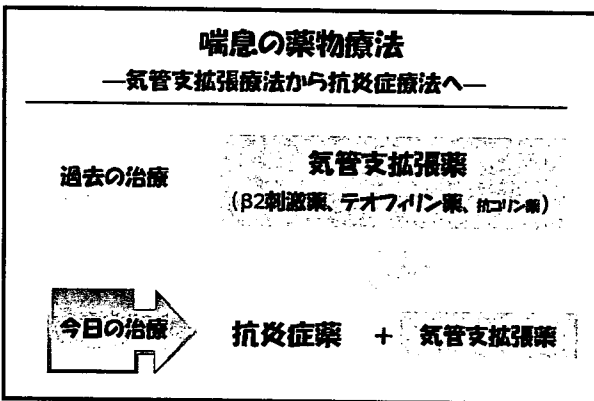 喘息の薬物療法
―気管支拡張療法から抗炎症療法へ―
過去の治療
気管支拡張薬
(β2刺激薬、テオフィリン薬、抗コリン薬)
今日の治療
抗炎症薬 + 気管支拡張薬